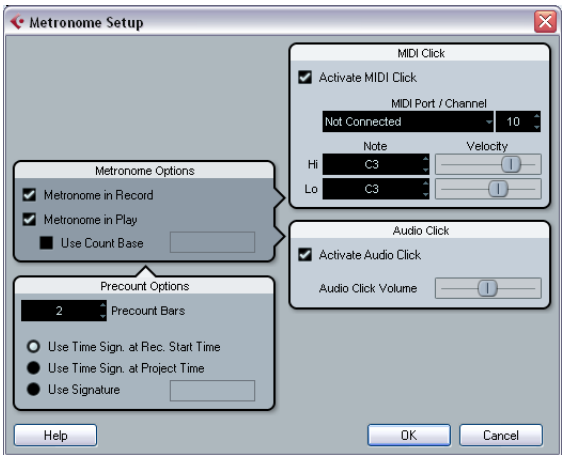 Metronome Setup
MIDI Click
Activate MIDI Click
MIDI Port / Channel
Not Connected 10
Note Velocity
Hi C3
Lo C3
Metronome Options
Metronome in Record
Metronome in Play
Use Count Base
Audio Click
Activate Audio Click
Audio Click Volume
Precount Options
2 Precount Bars
Use Time Sign. at Rec. Start Time
Use Time Sign. at Project Time
Use Signature
Help OK Cancel